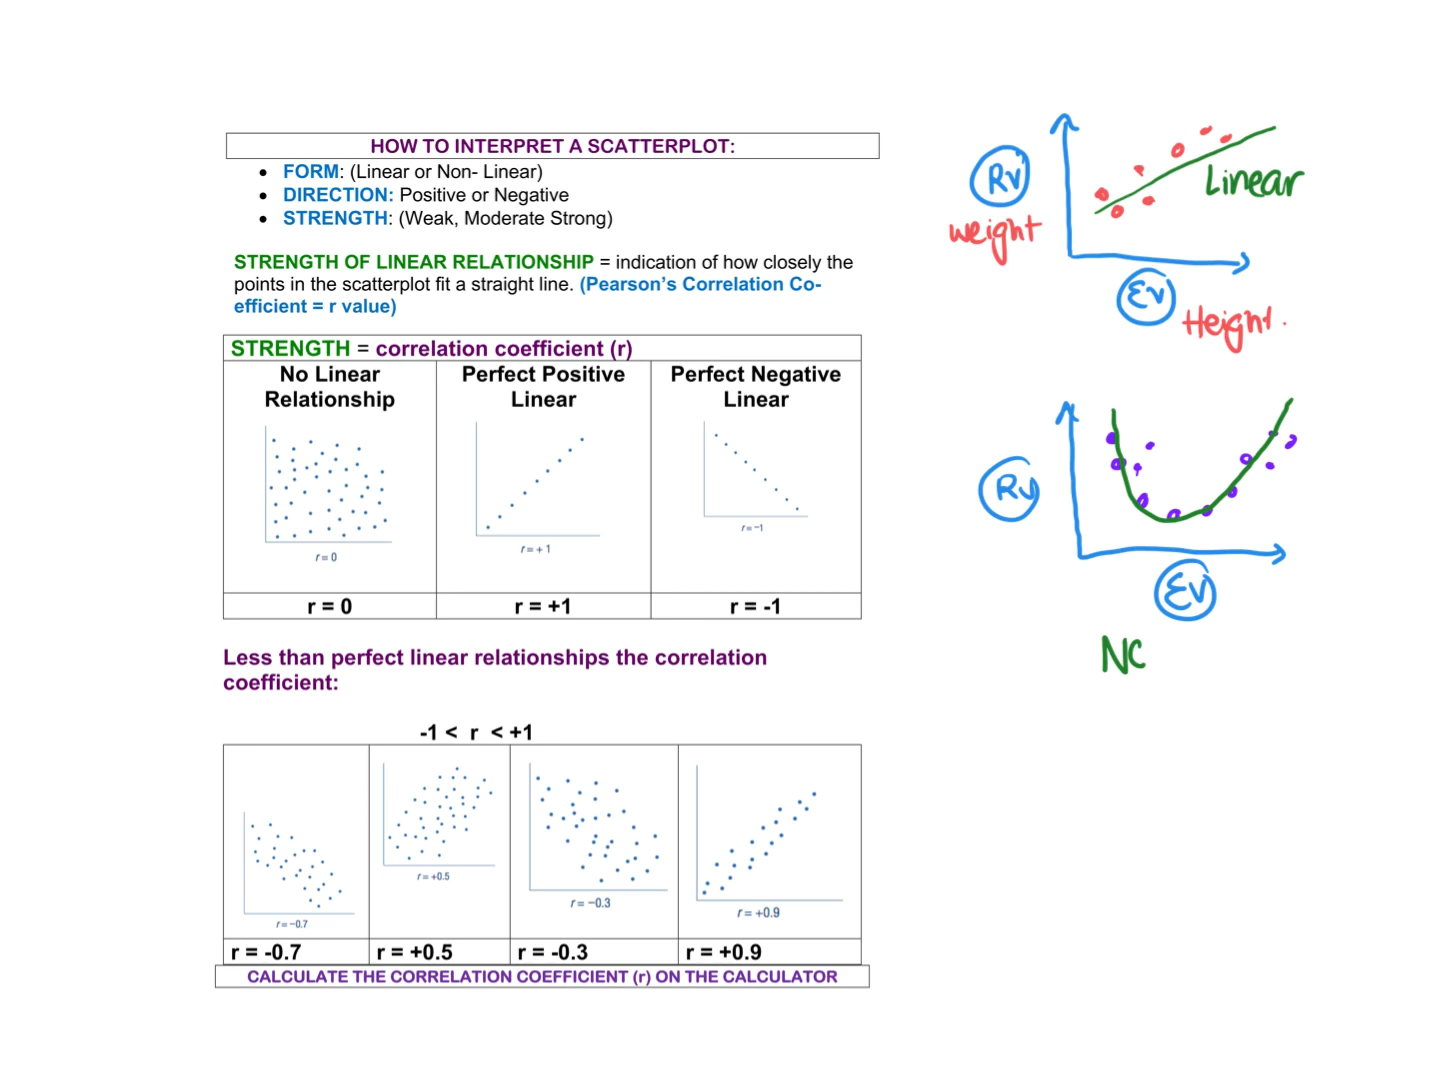 HOW TO INTERPRET A SCATTERPLOT:
• FORM: (Linear or Non- Linear)
• DIRECTION: Positive or Negative
• STRENGTH: (Weak, Moderate Strong)
STRENGTH OF LINEAR RELATIONSHIP = indication of how closely the
points in the scatterplot fit a straight line. (Pearson's Correlation Co-
efficient = r value)
STRENGTH = correlation coefficient (r)
No Linear
Relationship
r = 0
r = 0
Perfect Positive
Linear
r = + 1
r = +1
Perfect Negative
Linear
r = −1
r = -1
Less than perfect linear relationships the correlation
coefficient:
-1 < r < +1
r = −0.7
r = -0.7
r = +0.5
r = +0.5
r = −0.3
r = -0.3
r = +0.9
r = +0.9
CALCULATE THE CORRELATION COEFFICIENT (r) ON THE CALCULATOR
RV
weight
Linear
EV
Height.
RV
EV